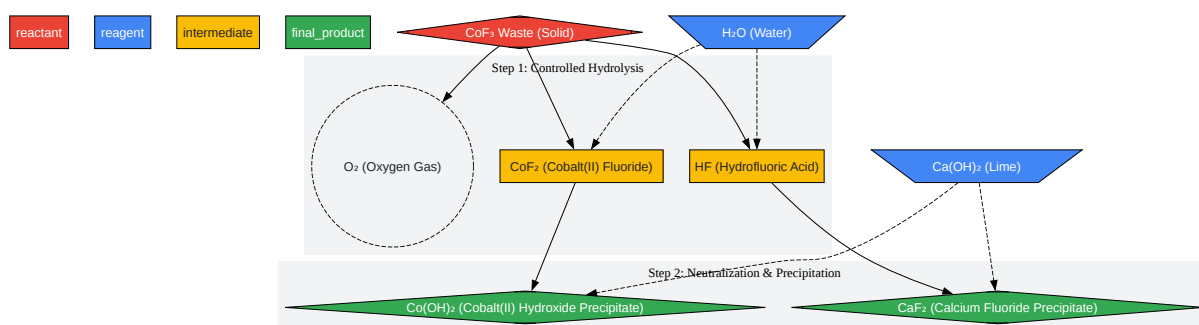 reactant
reagent
intermediate
final_product
CoF₃ Waste (Solid)
H₂O (Water)
Step 1: Controlled Hydrolysis
O₂ (Oxygen Gas)
CoF₂ (Cobalt(II) Fluoride)
HF (Hydrofluoric Acid)
Ca(OH)₂ (Lime)
Step 2: Neutralization & Precipitation
Co(OH)₂ (Cobalt(II) Hydroxide Precipitate)
CaF₂ (Calcium Fluoride Precipitate)